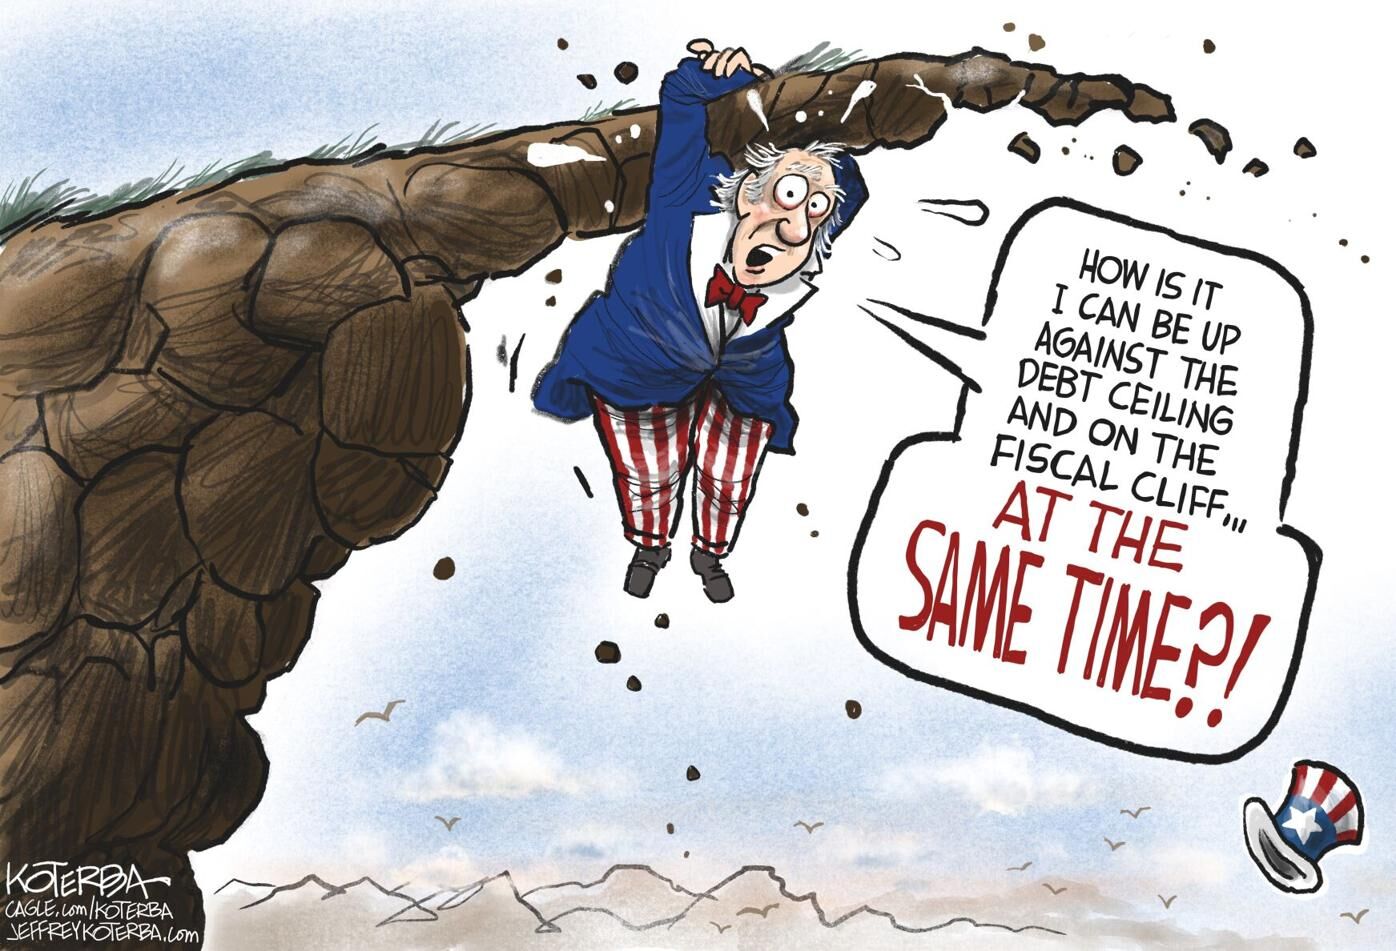 HOW IS IT
I CAN BE UP
AGAINST THE
DEBT CEILING
AND ON THE
FISCAL CLIFF...
AT THE
SAME TIME?!
KOTERBA
CAGLE.com/KOTERBA
JEFFREYKOTERBA.com